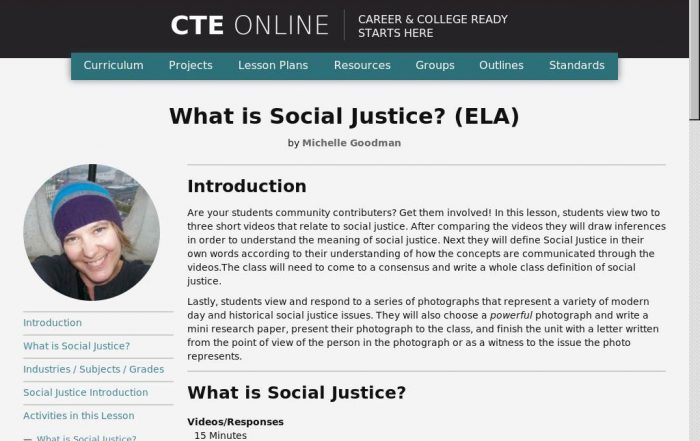 CTE ONLINE
CAREER & COLLEGE READY
STARTS HERE
Curriculum Projects Lesson Plans Resources Groups Outlines Standards
What is Social Justice? (ELA)
by Michelle Goodman
Introduction
Are your students community contributers? Get them involved! In this lesson, students view two to
three short videos that relate to social justice. After comparing the videos they will draw inferences
in order to understand the meaning of social justice. Next they will define Social Justice in their
own words according to their understanding of how the concepts are communicated through the
videos.The class will need to come to a consensus and write a whole class definition of social
justice.
Lastly, students view and respond to a series of photographs that represent a variety of modern
day and historical social justice issues. They will also choose a powerful photograph and write a
mini research paper, present their photograph to the class, and finish the unit with a letter written
from the point of view of the person in the photograph or as a witness to the issue the photo
represents.
What is Social Justice?
Videos/Responses
15 Minutes
Introduction
What is Social Justice?
Industries / Subjects / Grades
Social Justice Introduction
Activities in this Lesson
— What is Social Justice?